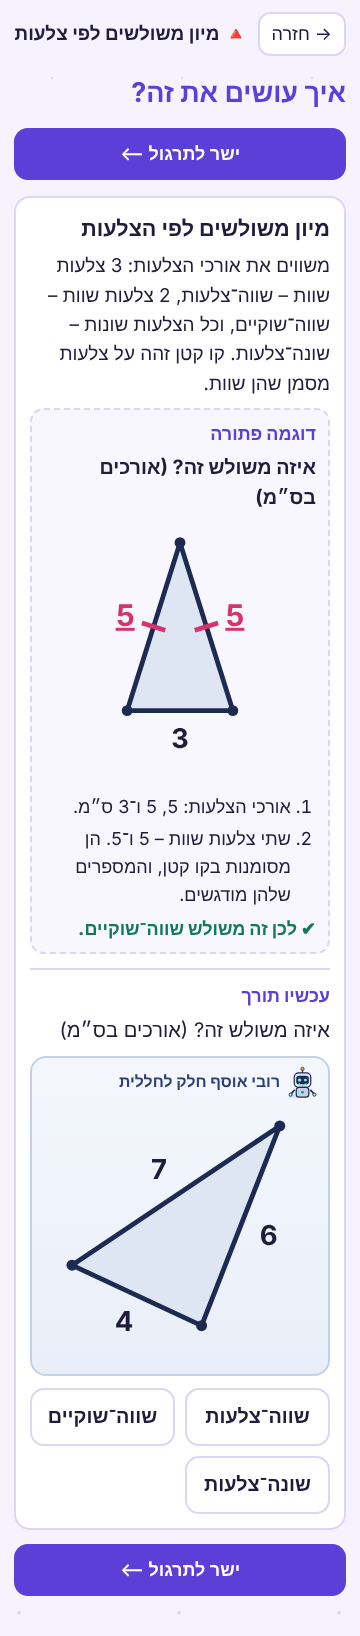 → חזרה
🔺 מיון משולשים לפי צלעות
איך עושים את זה?
ישר לתרגול ←
מיון משולשים לפי הצלעות
משווים את אורכי הצלעות: 3 צלעות
שוות – שווה־צלעות, 2 צלעות שוות –
שווה־שוקיים, וכל הצלעות שונות –
שונה־צלעות. קו קטן זהה על צלעות
מסמן שהן שוות.
דוגמה פתורה
איזה משולש זה? (אורכים
בס״מ)
5
5
3
1. אורכי הצלעות: 5, 5 ו־3 ס״מ.
2. שתי צלעות שוות – 5 ו־5. הן
מסומנות בקו קטן, והמספרים
שלהן מודגשים.
✔ לכן זה משולש שווה־שוקיים.
עכשיו תורך
איזה משולש זה? (אורכים בס״מ)
רובי אוסף חלק לחללית
7
6
4
שווה־צלעות
שווה־שוקיים
שונה־צלעות
ישר לתרגול ←